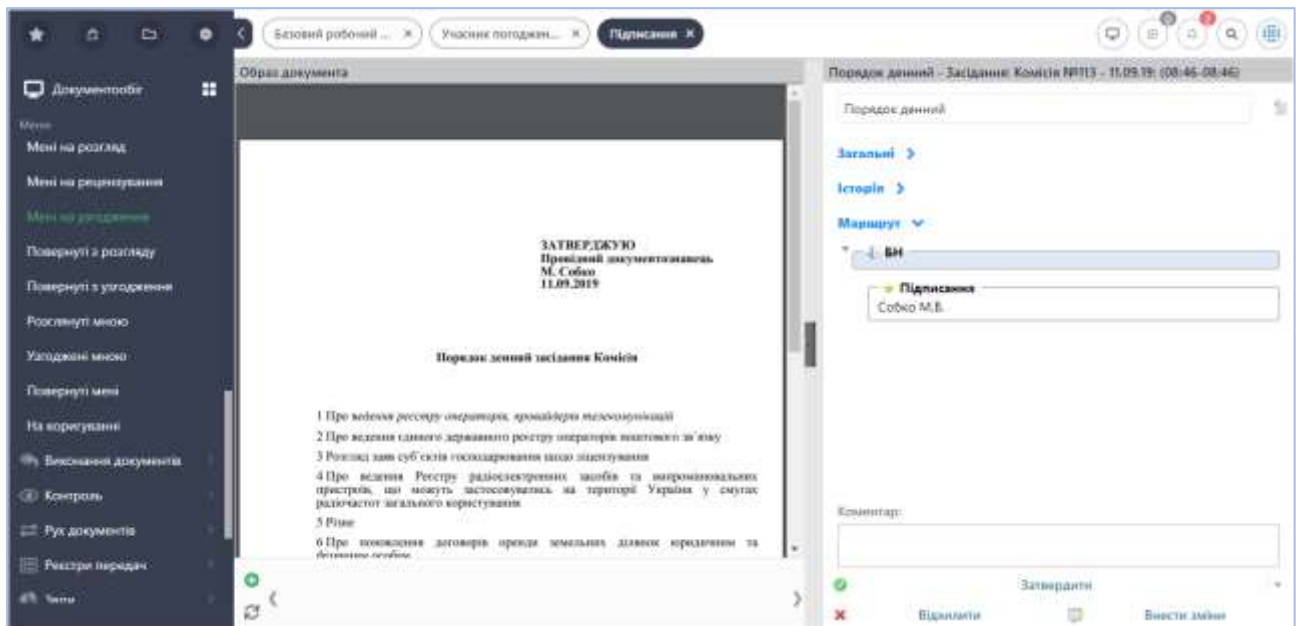 Базовий робочий ...
Учасник погоджен...
Підписання
Документообіг
Меню
Мені на розгляд
Мені на рецензування
Мені на узгодження
Повернуті з розгляду
Повернуті з узгодження
Розглянуті мною
Узгоджені мною
Повернуті мені
На коригуванні
Виконання документів
Контроль
Рух документів
Реєстри передач
Образ документа
ЗАТВЕРДЖУЮ
Провідний документознавець
М. Собко
11.09.2019
Порядок денний засідання Комісія
1 Про ведення реєстру операторів, провайдерів телекомунікацій
2 Про ведення єдиного державного реєстру операторів поштового зв'язку
3 Розгляд заяв суб'єктів господарювання щодо ліцензування
4 Про ведення Реєстру радіоелектронних засобів та випромінювальних
пристроїв, що можуть застосовуватись на території України у смугах
радіочастот загального користування
5 Різне
6 Про поновлення договорів оренди земельних ділянок юридичним та
фізичним особам
Порядок денний - Засідання: Комісія №113 - 11.09.19: (08:46-08:46)
Порядок денний
Загальні
Історія
Маршрут
БН
Підписання
Собко М.В.
Коментар:
Затвердити
Відхилити
Внести зміни